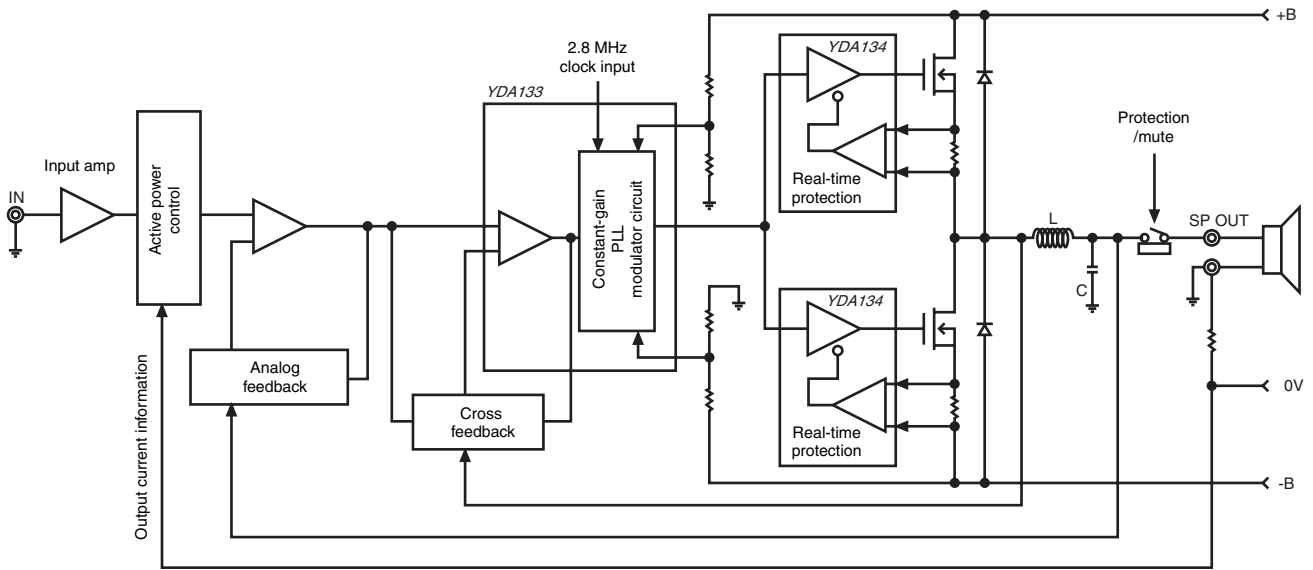 +B
YDA134
2.8 MHz
clock input
YDA133
Protection
/mute
Input amp
IN
Active power
control
Constant-gain
PLL
modulator circuit
Real-time
protection
L
SP OUT
C
YDA134
Analog
feedback
Cross
feedback
Real-time
protection
0V
-B
Output current information